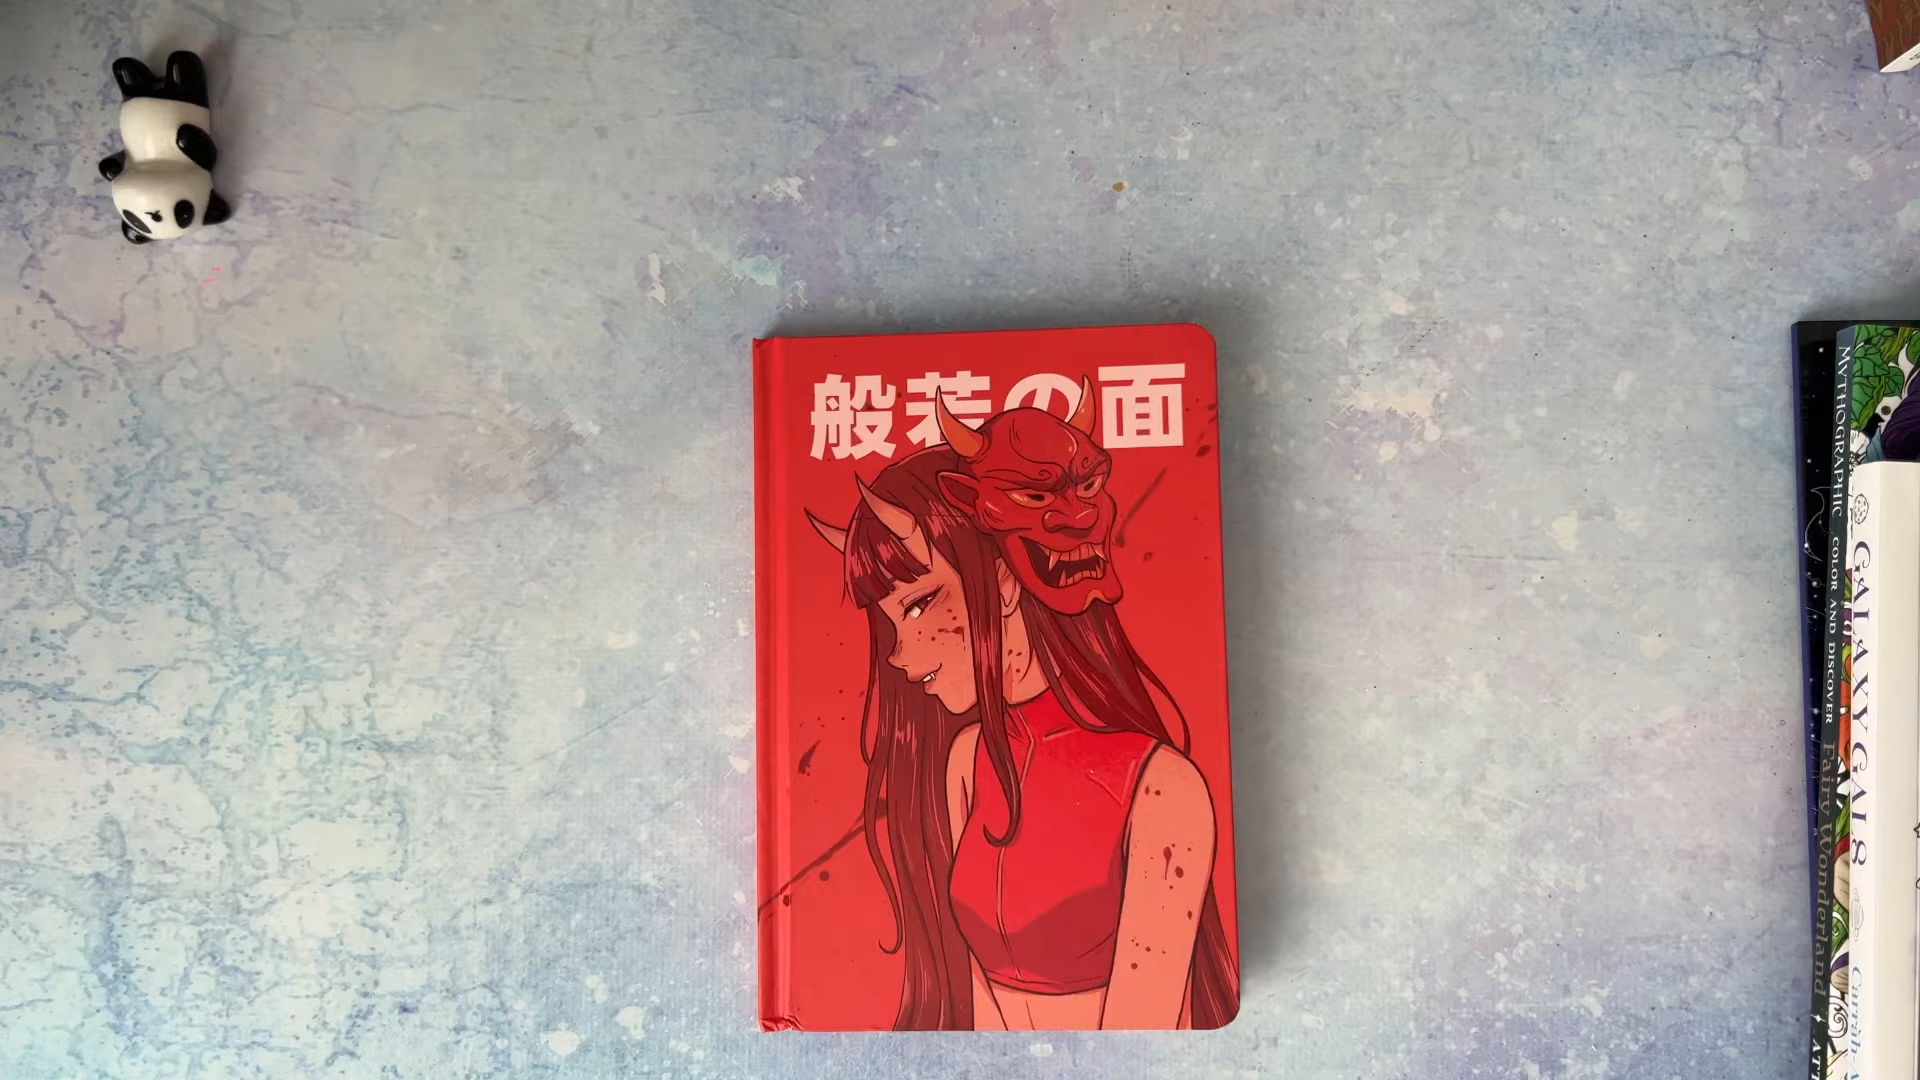 般若の面
MYTHOGRAPHIC COLOR AND DISCOVER
Fairy Wonderland
GALAXY GALS